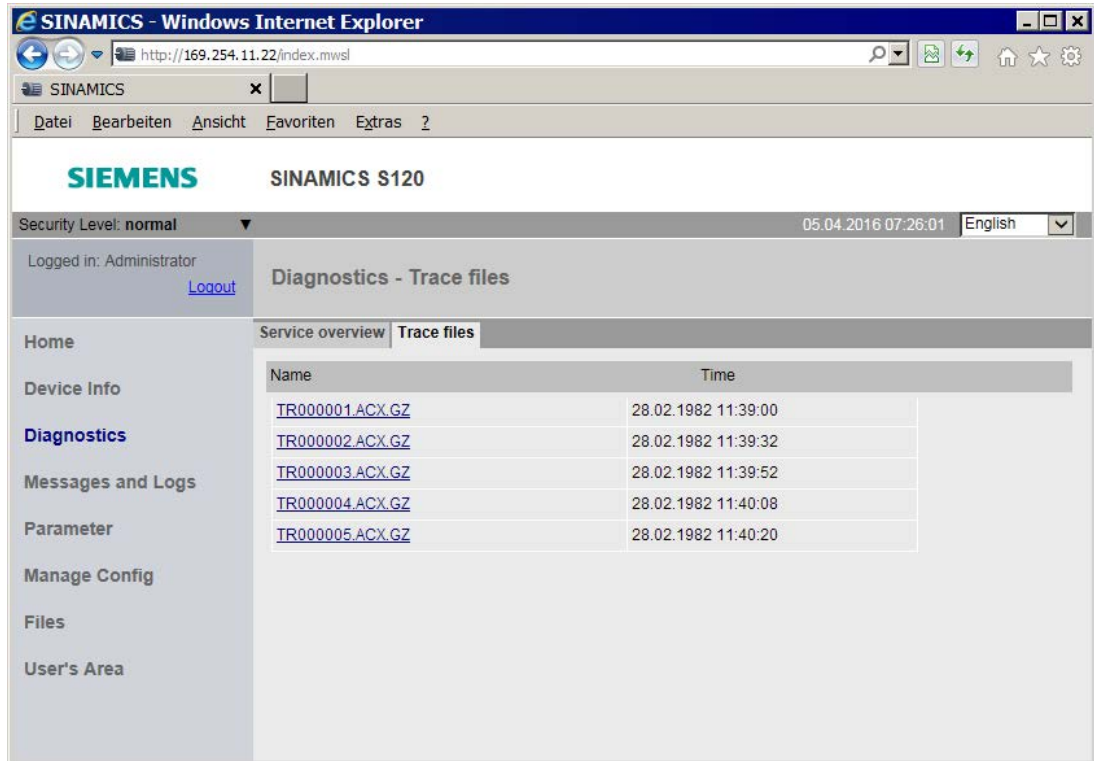 SINAMICS - Windows Internet Explorer
http://169.254.11.22/index.mwsl
SINAMICS
Datei Bearbeiten Ansicht Favoriten Extras ?
SIEMENS SINAMICS S120
Security Level: normal 05.04.2016 07:26:01 English
Logged in: Administrator
Logout
Diagnostics - Trace files
Service overview Trace files
Home
Device Info
Diagnostics
Messages and Logs
Parameter
Manage Config
Files
User's Area
Name Time
TR000001.ACX.GZ 28.02.1982 11:39:00
TR000002.ACX.GZ 28.02.1982 11:39:32
TR000003.ACX.GZ 28.02.1982 11:39:52
TR000004.ACX.GZ 28.02.1982 11:40:08
TR000005.ACX.GZ 28.02.1982 11:40:20